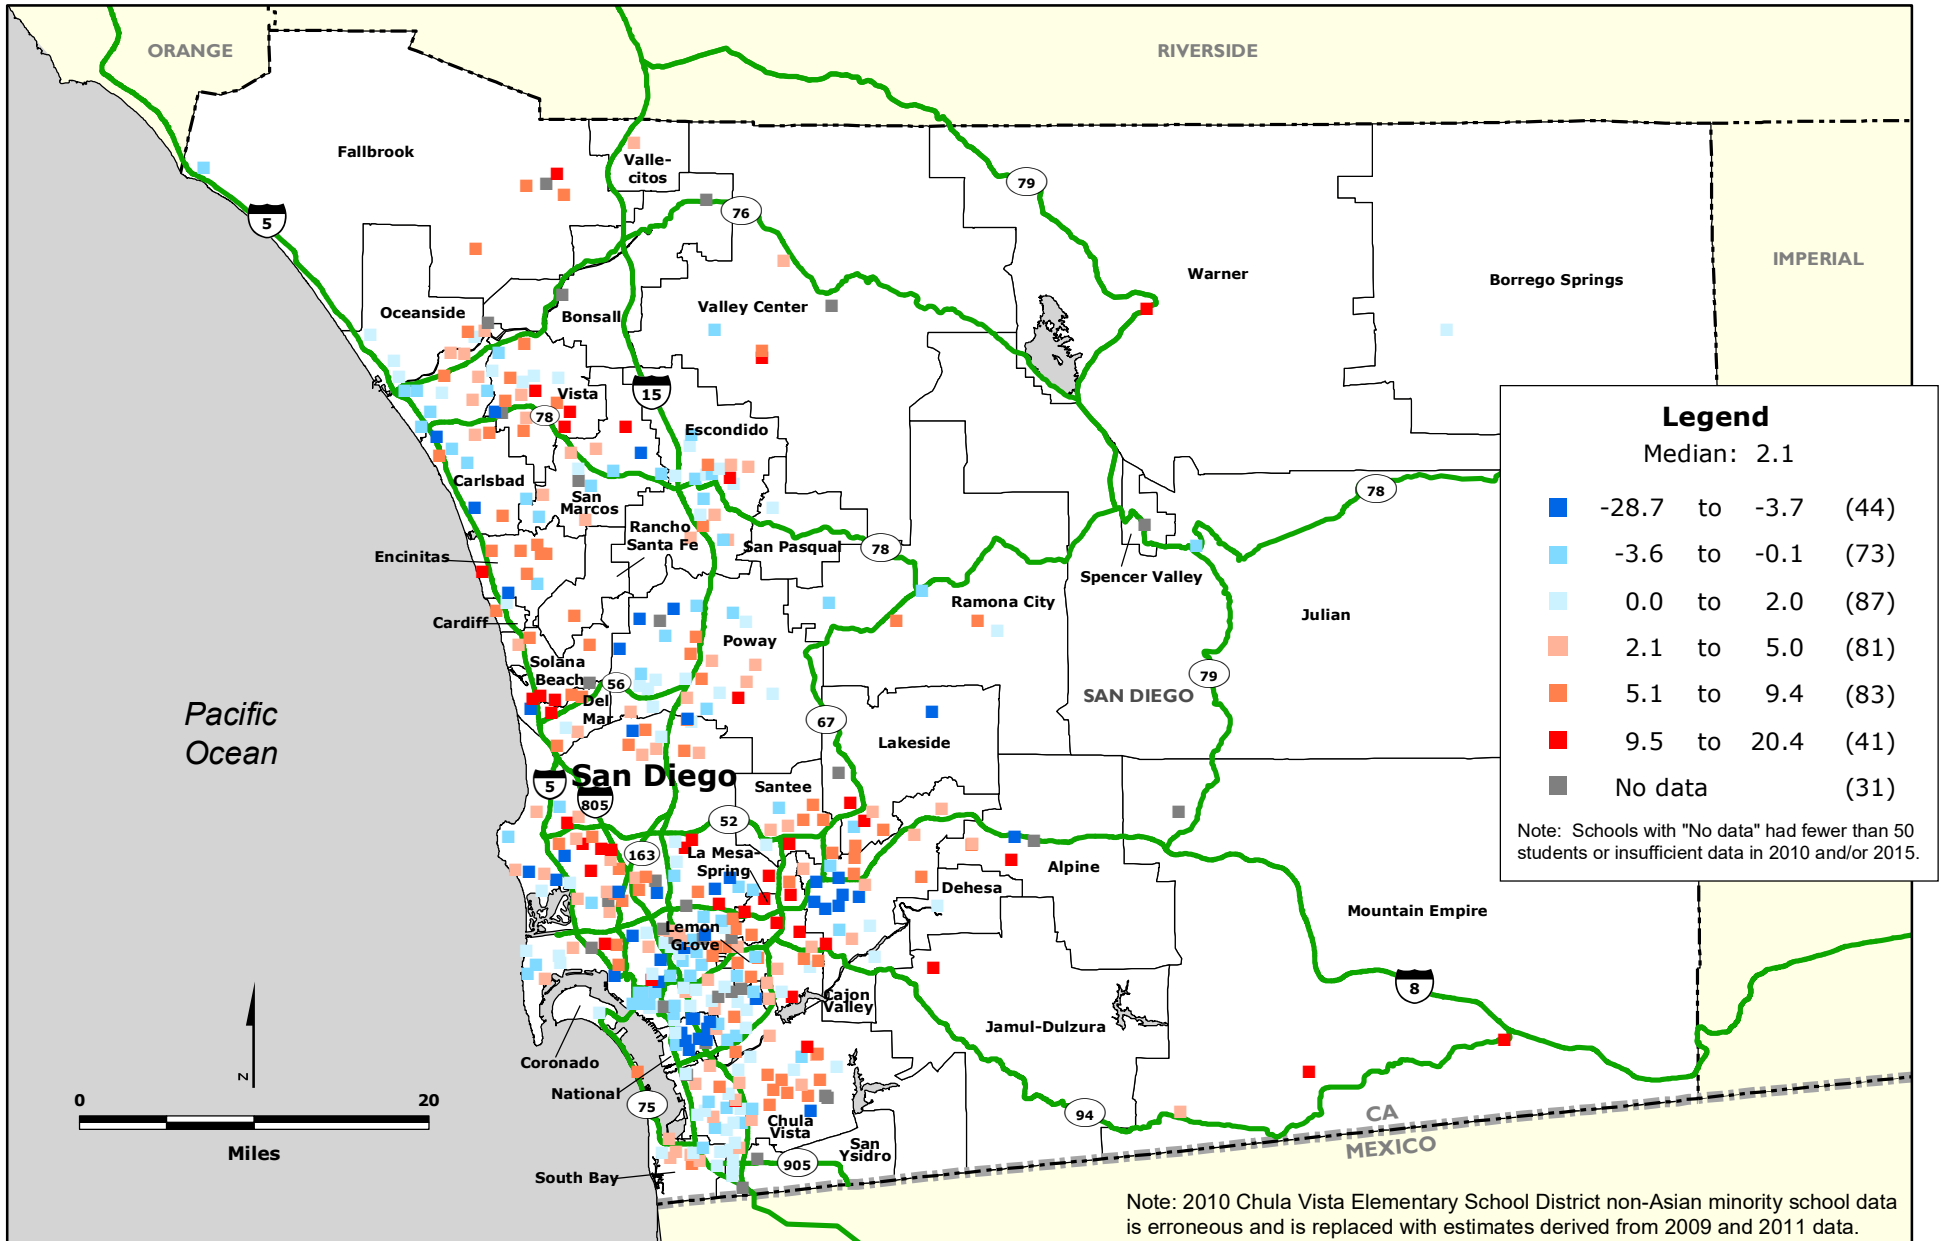 ORANGE
RIVERSIDE
Fallbrook
Valle-
citos
79
5
76
IMPERIAL
Warner
Borrego Springs
Oceanside
Bonsall
Valley Center
Vista
15
78
Escondido
Carlsbad
San
Marcos
Rancho
Santa Fe
San Pasqual
78
78
Encinitas
Spencer Valley
Ramona City
Julian
Cardiff
Poway
Solana
Beach
56
Del
Mar
79
SAN DIEGO
67
Lakeside
Pacific
Ocean
San Diego
5
805
Santee
52
163
La Mesa-
Spring
Alpine
Dehesa
Mountain Empire
Lemon
Grove
8
Cajon
Valley
Jamul-Dulzura
Coronado
National
75
94
Chula
Vista
San
Ysidro
905
South Bay
CA
MEXICO
z
0
20
Miles
Legend
Median: 2.1
-28.7 to -3.7 (44)
-3.6 to -0.1 (73)
0.0 to 2.0 (87)
2.1 to 5.0 (81)
5.1 to 9.4 (83)
9.5 to 20.4 (41)
No data (31)
Note: Schools with "No data" had fewer than 50
students or insufficient data in 2010 and/or 2015.
Note: 2010 Chula Vista Elementary School District non-Asian minority school data
is erroneous and is replaced with estimates derived from 2009 and 2011 data.